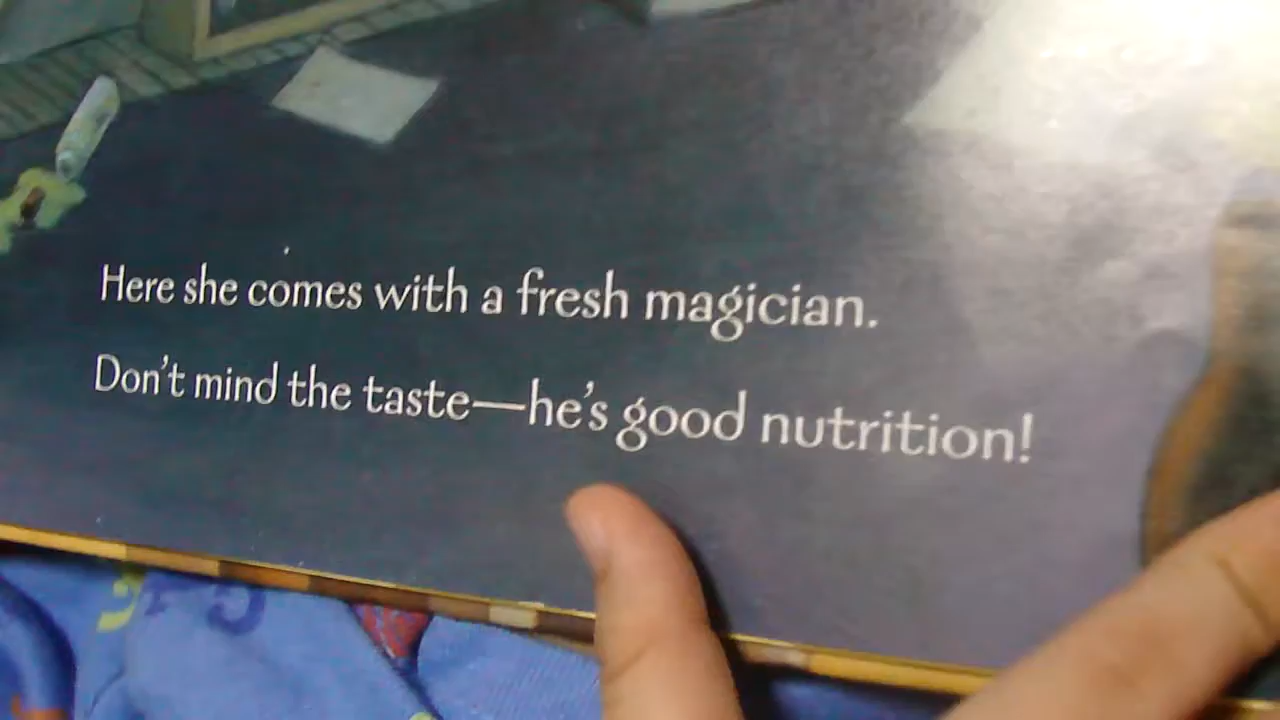 Here she comes with a fresh magician.
Don't mind the taste—he's good nutrition!